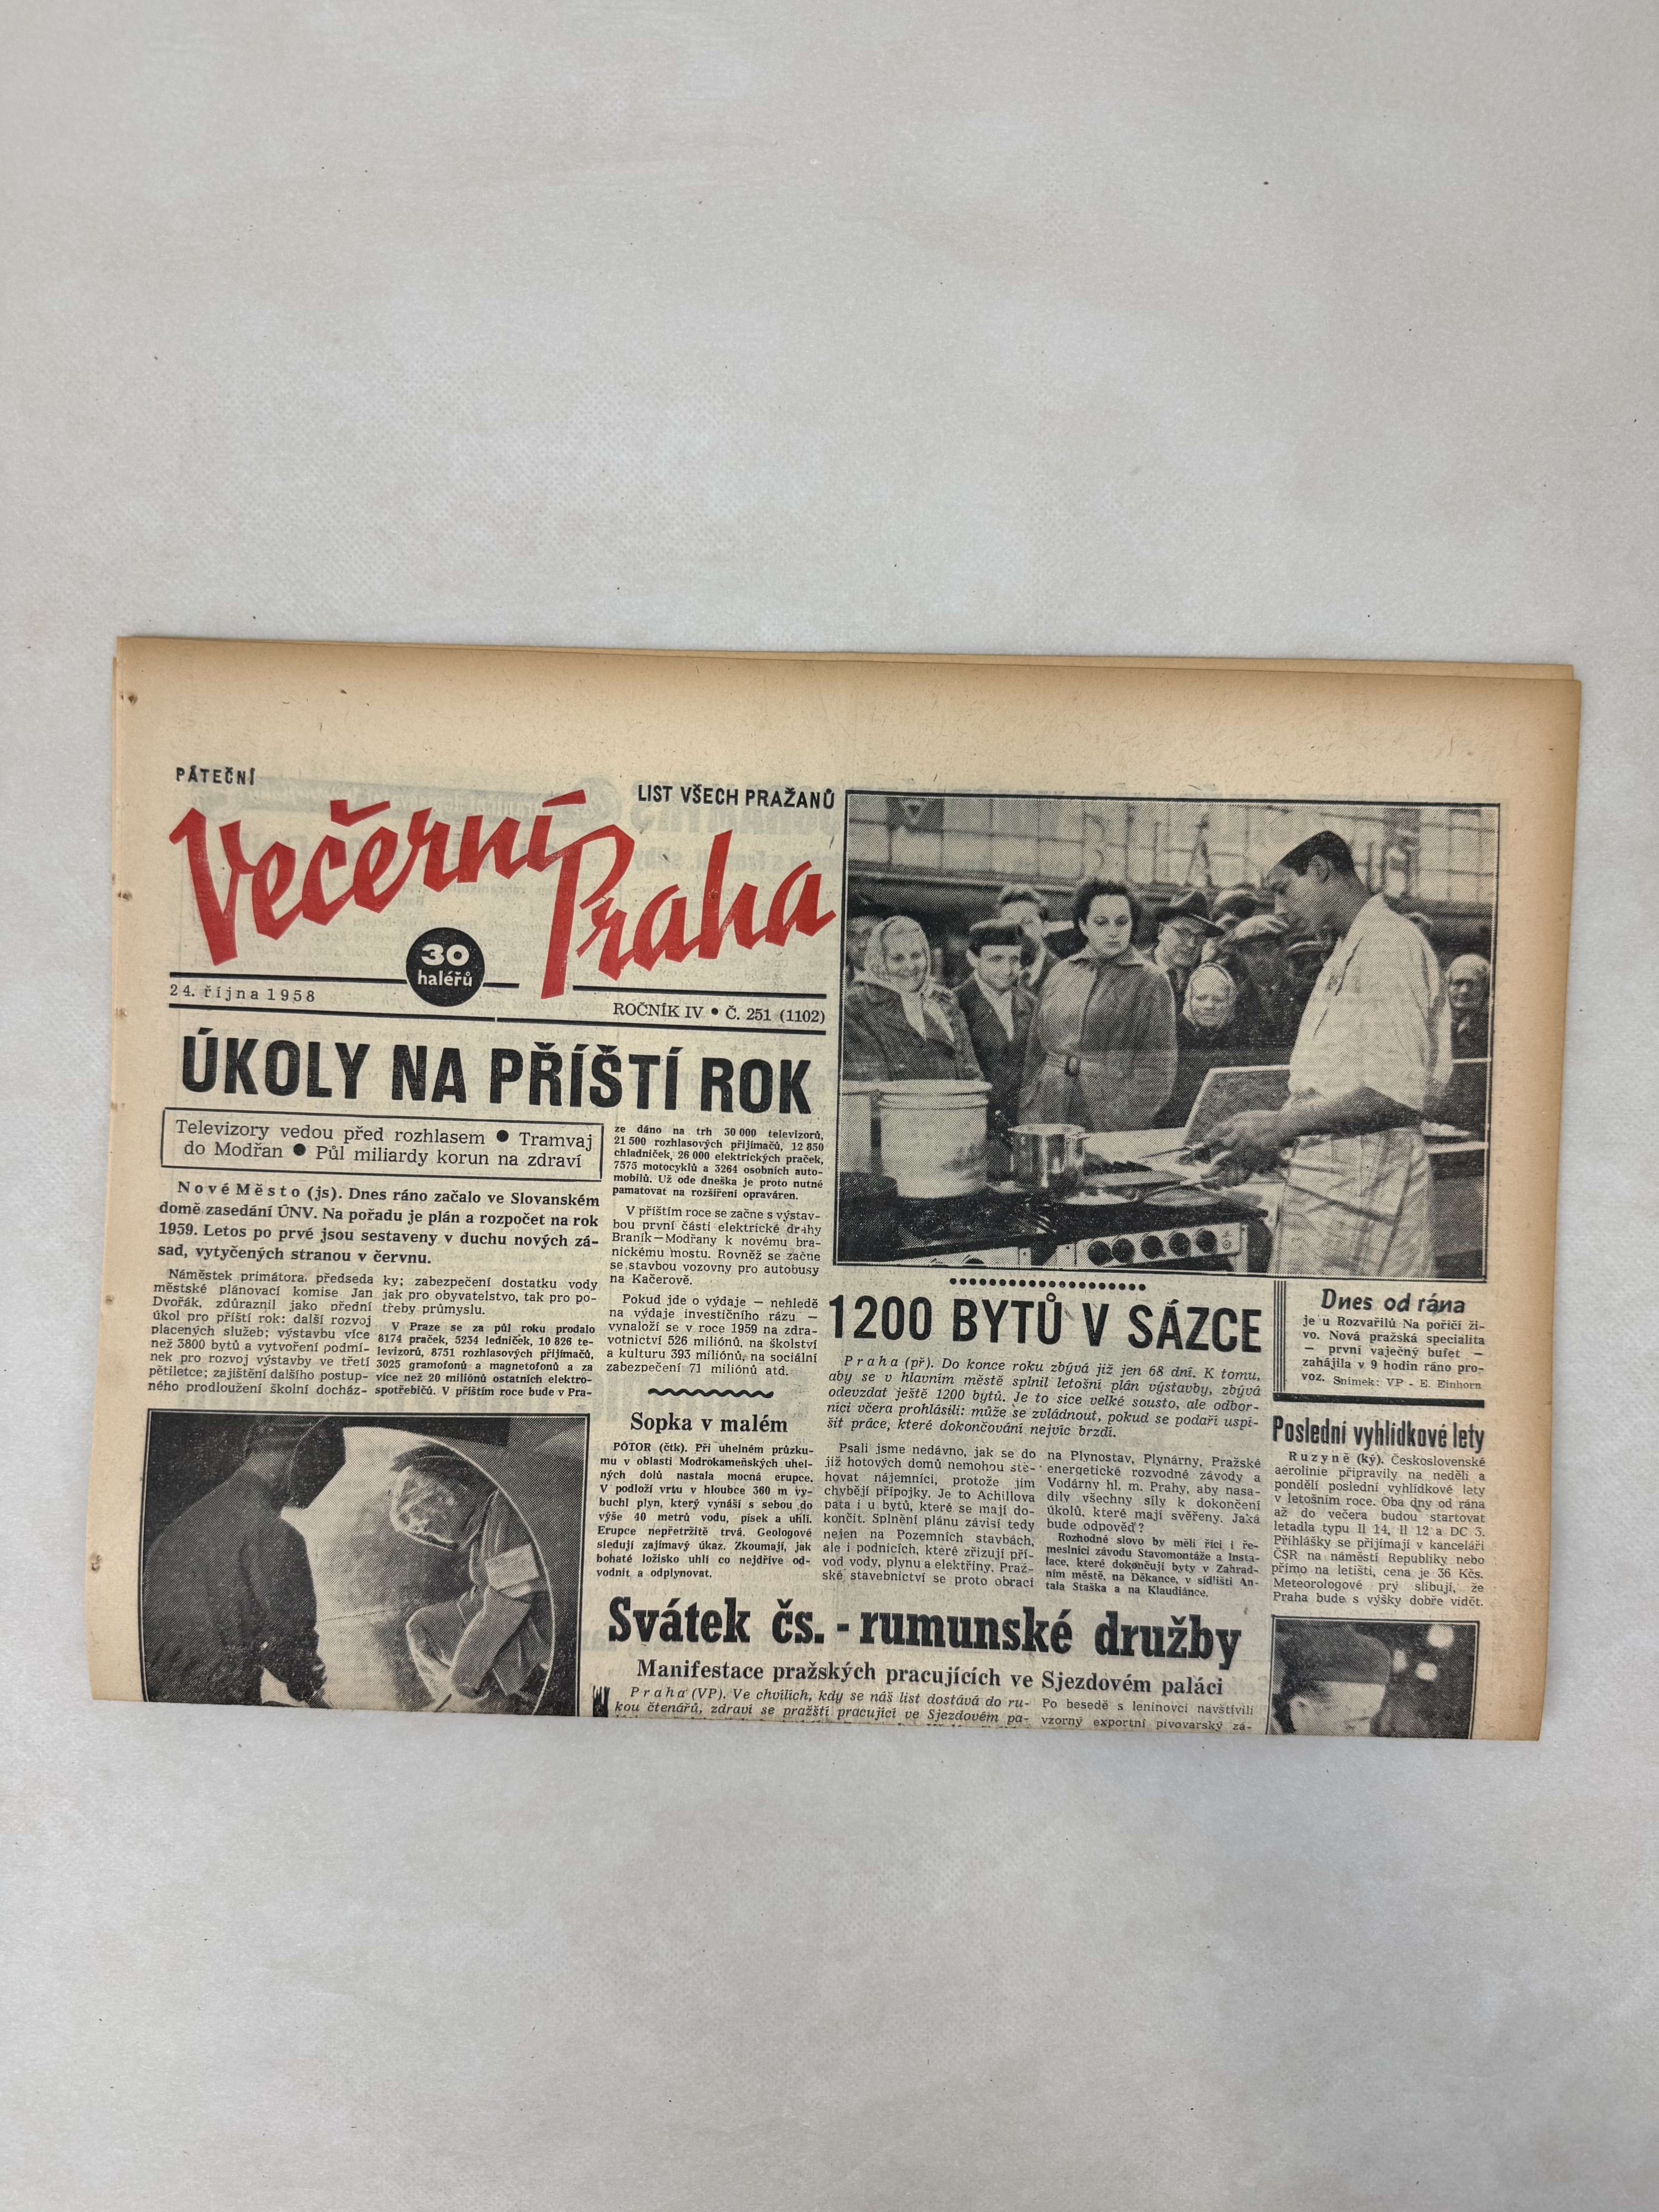 PÁTEČNÍ
LIST VŠECH PRAŽANŮ
Večerní
Praha
30
haléřů
24. října 1958
ROČNÍK IV • Č. 251 (1102)
ÚKOLY NA PŘÍŠTÍ ROK
Televizory vedou před rozhlasem ● Tramvaj
do Modřan ● Půl miliardy korun na zdraví
Nové Město (js). Dnes ráno začalo ve Slovanském
domě zasedání ÚNV. Na pořadu je plán a rozpočet na rok
1959. Letos po prvé jsou sestaveny v duchu nových zá-
sad, vytyčených stranou v červnu.
Náměstek primátora, předseda
městské plánovací komise Jan
Dvořák, zdůraznil jako přední
úkol pro příští rok: další rozvoj
placených služeb; výstavbu více
než 3800 bytů a vytvoření podmí-
nek pro rozvoj výstavby ve třetí
pětiletce; zajištění dalšího postup-
ného prodloužení školní docház-
ky; zabezpečení dostatku vody
jak pro obyvatelstvo, tak pro po-
třeby průmyslu.
V Praze se za půl roku prodalo
8174 praček, 5234 ledniček, 10 826 te-
levizorů, 8751 rozhlasových přijímačů,
3025 gramofonů a magnetofonů a za
více než 20 miliónů ostatních elektro-
spotřebičů. V příštím roce bude v Pra-
ze dáno na trh 30 000 televizorů,
21 500 rozhlasových přijímačů, 12 850
chladniček, 26 000 elektrických praček,
7575 motocyklů a 3264 osobních auto-
mobilů. Už ode dneška je proto nutné
pamatovat na rozšíření opraváren.
V příštím roce se začne s výstav-
bou první části elektrické dráhy
Braník—Modřany k novému bra-
nickému mostu. Rovněž se začne
se stavbou vozovny pro autobusy
na Kačerově.
Pokud jde o výdaje — nehledě
na výdaje investičního rázu —
vynaloží se v roce 1959 na zdra-
votnictví 526 miliónů, na školství
a kulturu 393 miliónů, na sociální
zabezpečení 71 miliónů atd.
Sopka v malém
PÔTOR (čtk). Při uhelném průzku-
mu v oblasti Modrokameňských uhel-
ných dolů nastala mocná erupce.
V podloží vrtu v hloubce 360 m vy-
buchl plyn, který vynáší s sebou do
výše 40 metrů vodu, písek a uhlí.
Erupce nepřetržitě trvá. Geologové
sledují zajímavý úkaz. Zkoumají, jak
bohaté ložisko uhlí co nejdříve od-
vodnit a odplynovat.
1200 BYTŮ V SÁZCE
Praha (př). Do konce roku zbývá již jen 68 dní. K tomu,
aby se v hlavním městě splnil letošní plán výstavby, zbývá
odevzdat ještě 1200 bytů. Je to sice velké sousto, ale odbor-
níci včera prohlásili: může se zvládnout, pokud se podaří uspí-
šit práce, které dokončování nejvíc brzdí.
Psali jsme nedávno, jak se do
již hotových domů nemohou stě-
hovat nájemníci, protože jim
chybějí přípojky. Je to Achillova
pata i u bytů, které se mají do-
končit. Splnění plánu závisí tedy
nejen na Pozemních stavbách,
ale i podnicích, které zřizují pří-
vod vody, plynu a elektřiny. Praž-
ské stavebnictví se proto obrací
na Plynostav, Plynárny, Pražské
energetické rozvodné závody a
Vodárny hl. m. Prahy, aby nasa-
dily všechny síly k dokončení
úkolů, které mají svěřeny. Jaká
bude odpověď?
Rozhodné slovo by měli říci i ře-
meslníci závodu Stavomontáže a Insta-
lace, které dokončují byty v Zahrad-
ním městě, na Děkance, v sídlišti An-
tala Staška a na Klaudiánce.
Dnes od rána
je u Rozvařilů Na poříčí ži-
vo. Nová pražská specialita
— první vaječný bufet —
zahájila v 9 hodin ráno pro-
voz. Snímek: VP - E. Einhorn
Poslední vyhlídkové lety
Ruzyně (ký). Československé
aerolinie připravily na neděli a
pondělí poslední vyhlídkové lety
v letošním roce. Oba dny od rána
až do večera budou startovat
letadla typu Il 14, Il 12 a DC 3.
Přihlášky se přijímají v kanceláři
ČSR na náměstí Republiky nebo
přímo na letišti, cena je 36 Kčs.
Meteorologové prý slibují, že
Praha bude s výšky dobře vidět.
Svátek čs. - rumunské družby
Manifestace pražských pracujících ve Sjezdovém paláci
Praha (VP). Ve chvílích, kdy se náš list dostává do ru-
kou čtenářů, zdraví se pražští pracující ve Sjezdovém pa-
Po besedě s leninovci navštívili
vzorný exportní pivovarský zá-